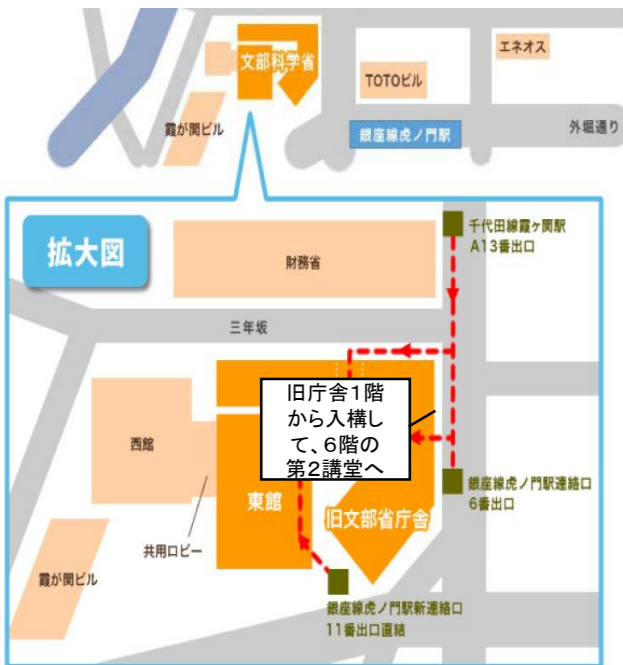 文部科学省
エネオス
TOTOビル
霞が関ビル
銀座線虎ノ門駅
外堀通り
拡大図
千代田線霞ヶ関駅
A13番出口
財務省
三年坂
旧庁舎1階
から入構し
て、6階の
第2講堂へ
西館
東館
旧文部省庁舎
銀座線虎ノ門駅連絡口
6番出口
共用ロビー
霞が関ビル
銀座線虎ノ門駅新連絡口
11番出口直結